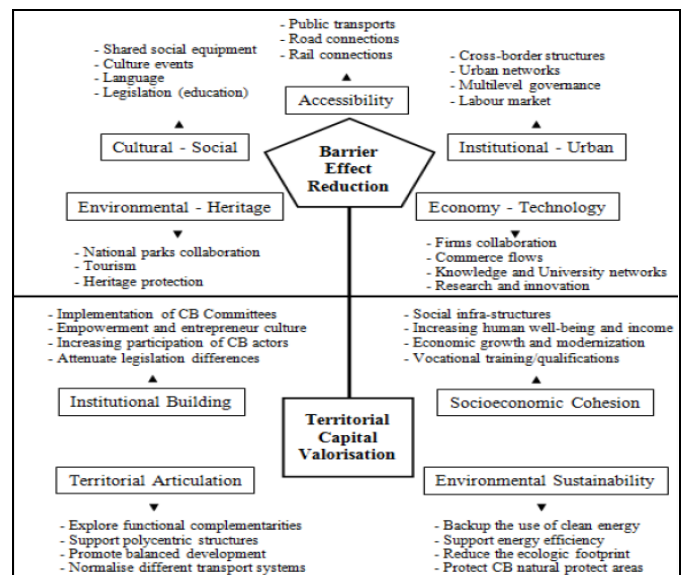 - Public transports
- Road connections
- Rail connections
Accessibility
- Shared social equipment
- Culture events
- Language
- Legislation (education)
Cultural - Social
- Cross-border structures
- Urban networks
- Multilevel governance
- Labour market
Institutional - Urban
Barrier
Effect
Reduction
Environmental - Heritage
- National parks collaboration
- Tourism
- Heritage protection
Economy - Technology
- Firms collaboration
- Commerce flows
- Knowledge and University networks
- Research and innovation
- Implementation of CB Committees
- Empowerment and entrepreneur culture
- Increasing participation of CB actors
- Attenuate legislation differences
Institutional Building
- Social infra-structures
- Increasing human well-being and income
- Economic growth and modernization
- Vocational training/qualifications
Socioeconomic Cohesion
Territorial
Capital
Valorisation
Territorial Articulation
- Explore functional complementarities
- Support polycentric structures
- Promote balanced development
- Normalise different transport systems
Environmental Sustainability
- Backup the use of clean energy
- Support energy efficiency
- Reduce the ecologic footprint
- Protect CB natural protect areas